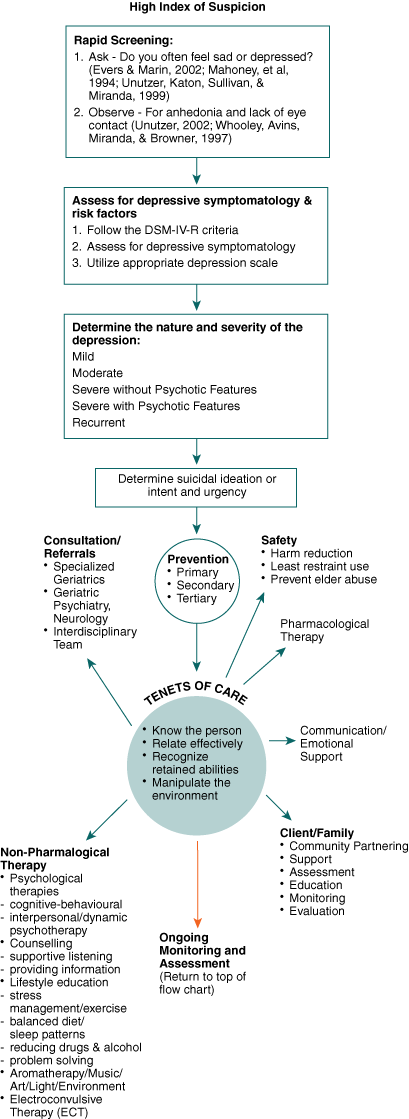 High Index of Suspicion
Rapid Screening:
1. Ask - Do you often feel sad or depressed?
(Evers & Marin, 2002; Mahoney, et al,
1994; Unutzer, Katon, Sullivan, &
Miranda, 1999)
2. Observe - For anhedonia and lack of eye
contact (Unutzer, 2002; Whooley, Avins,
Miranda, & Browner, 1997)
Assess for depressive symptomatology &
risk factors
1. Follow the DSM-IV-R criteria
2. Assess for depressive symptomatology
3. Utilize appropriate depression scale
Determine the nature and severity of the
depression:
Mild
Moderate
Severe without Psychotic Features
Severe with Psychotic Features
Recurrent
Determine suicidal ideation or
intent and urgency
Consultation/
Referrals
• Specialized
Geriatrics
• Geriatric
Psychiatry,
Neurology
• Interdisciplinary
Team
Prevention
• Primary
• Secondary
• Tertiary
Safety
• Harm reduction
• Least restraint use
• Prevent elder abuse
Pharmacological
Therapy
TENETS OF CARE
• Know the person
• Relate effectively
• Recognize
retained abilities
• Manipulate the
environment
Communication/
Emotional
Support
Client/Family
• Community Partnering
• Support
• Assessment
• Education
• Monitoring
• Evaluation
Non-Pharmalogical
Therapy
• Psychological
therapies
- cognitive-behavioural
- interpersonal/dynamic
psychotherapy
• Counselling
- supportive listening
- providing information
• Lifestyle education
- stress
management/exercise
- balanced diet/
sleep patterns
- reducing drugs & alcohol
- problem solving
• Aromatherapy/Music/
Art/Light/Environment
• Electroconvulsive
Therapy (ECT)
Ongoing
Monitoring and
Assessment
(Return to top of
flow chart)